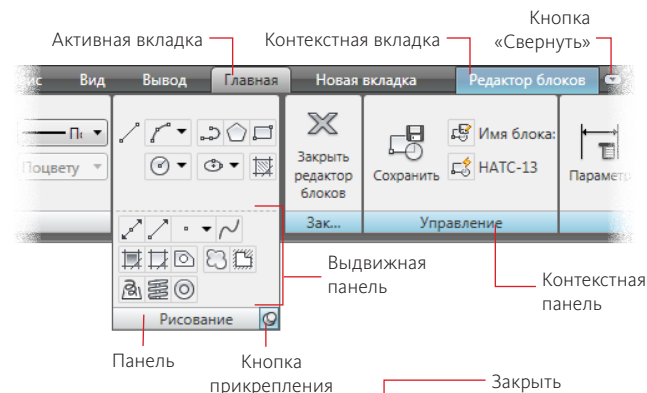 Кнопка
«Свернуть»
Активная вкладка
Контекстная вкладка
Вид
Вывод
Главная
Новая вкладка
Редактор блоков
Поцвету
Закрыть
редактор
блоков
Сохранить
Имя блока:
НАТС-13
Зак...
Управление
Выдвижная
панель
Контекстная
панель
Рисование
Панель
Кнопка
прикрепления
Закрыть